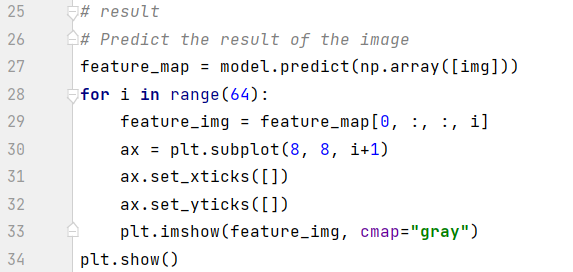 25 # result
26 # Predict the result of the image
27 feature_map = model.predict(np.array([img]))
28 for i in range(64):
29     feature_img = feature_map[0, :, :, i]
30     ax = plt.subplot(8, 8, i+1)
31     ax.set_xticks([])
32     ax.set_yticks([])
33     plt.imshow(feature_img, cmap="gray")
34 plt.show()